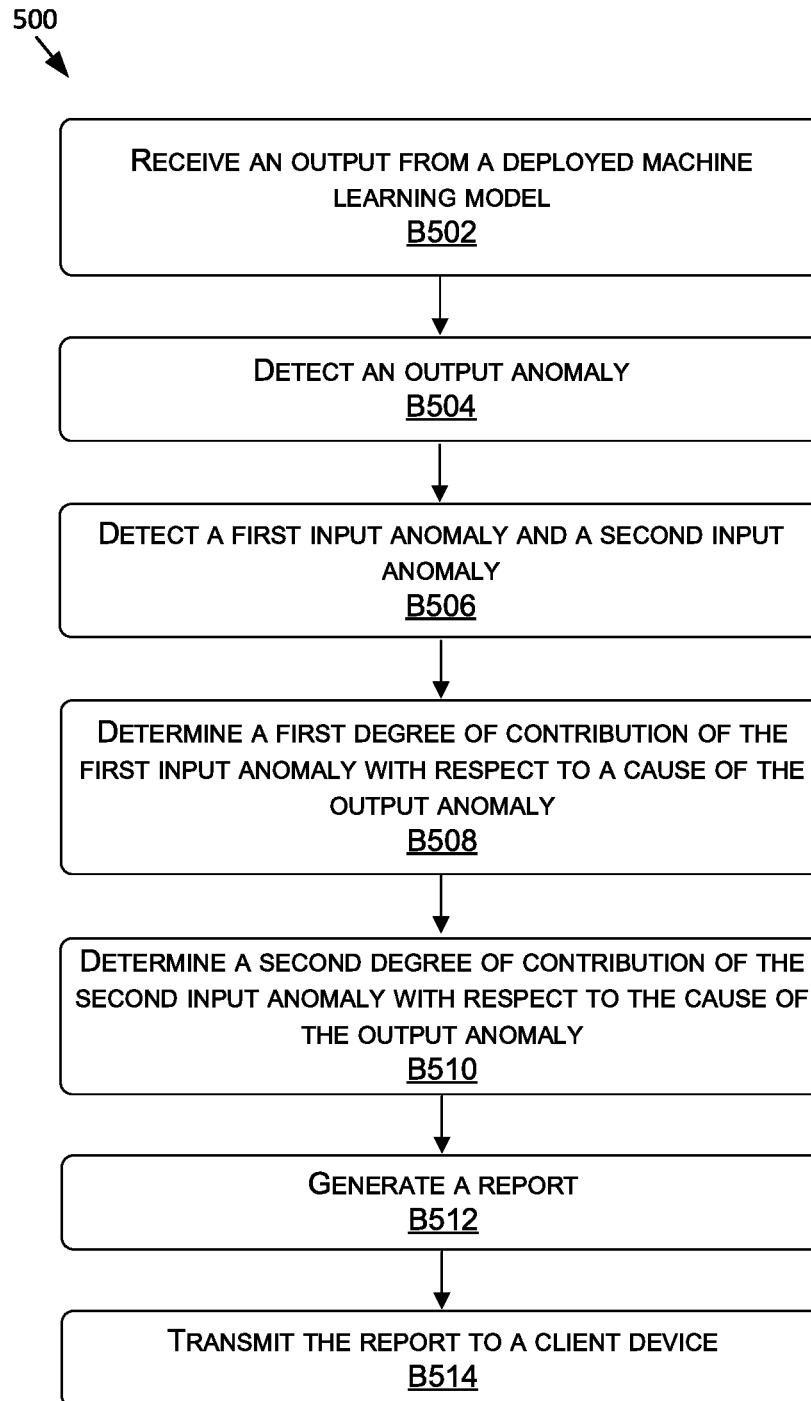 500
RECEIVE AN OUTPUT FROM A DEPLOYED MACHINE
LEARNING MODEL
B502
DETECT AN OUTPUT ANOMALY
B504
DETECT A FIRST INPUT ANOMALY AND A SECOND INPUT
ANOMALY
B506
DETERMINE A FIRST DEGREE OF CONTRIBUTION OF THE
FIRST INPUT ANOMALY WITH RESPECT TO A CAUSE OF THE
OUTPUT ANOMALY
B508
DETERMINE A SECOND DEGREE OF CONTRIBUTION OF THE
SECOND INPUT ANOMALY WITH RESPECT TO THE CAUSE OF
THE OUTPUT ANOMALY
B510
GENERATE A REPORT
B512
TRANSMIT THE REPORT TO A CLIENT DEVICE
B514